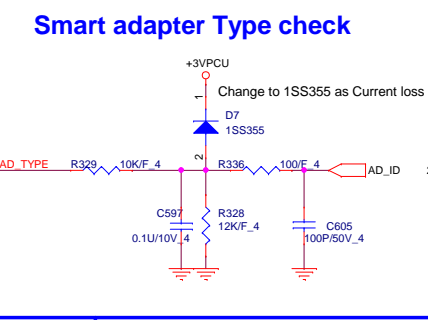 Smart adapter Type check
+3VPCU
Change to 1SS355 as Current loss
1
D7
1SS355
2
AD_TYPE R329 10K/F_4 R336 100/F_4 AD_ID
C597
0.1U/10V_4
R328
12K/F_4
C605
100P/50V_4